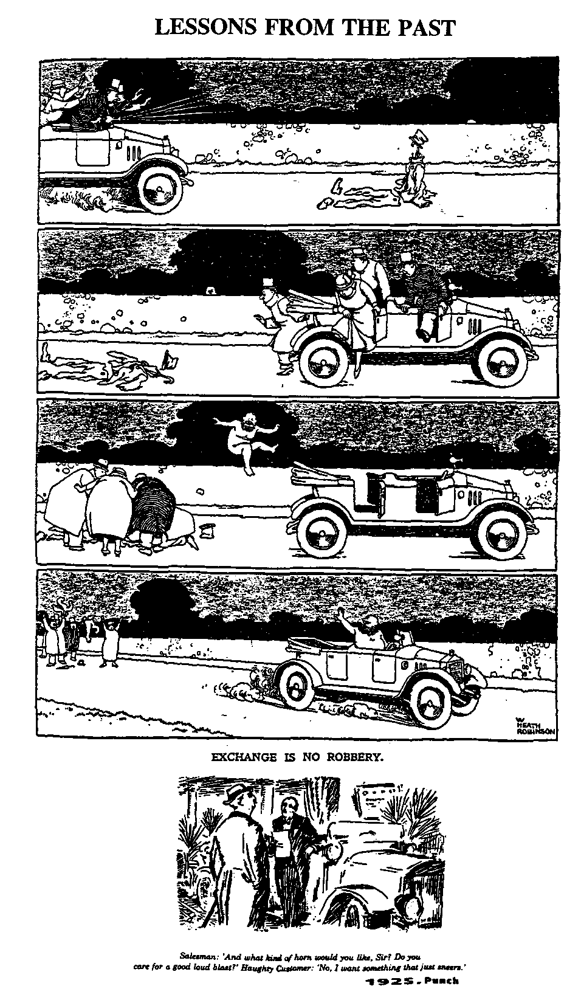 LESSONS FROM THE PAST
W
HEATH
ROBINSON
EXCHANGE IS NO ROBBERY.
Salesman: 'And what kind of horn would you like, Sir? Do you
care for a good loud blast?' Haughty Customer: 'No, I want something that just sneers.'
1925. Punch